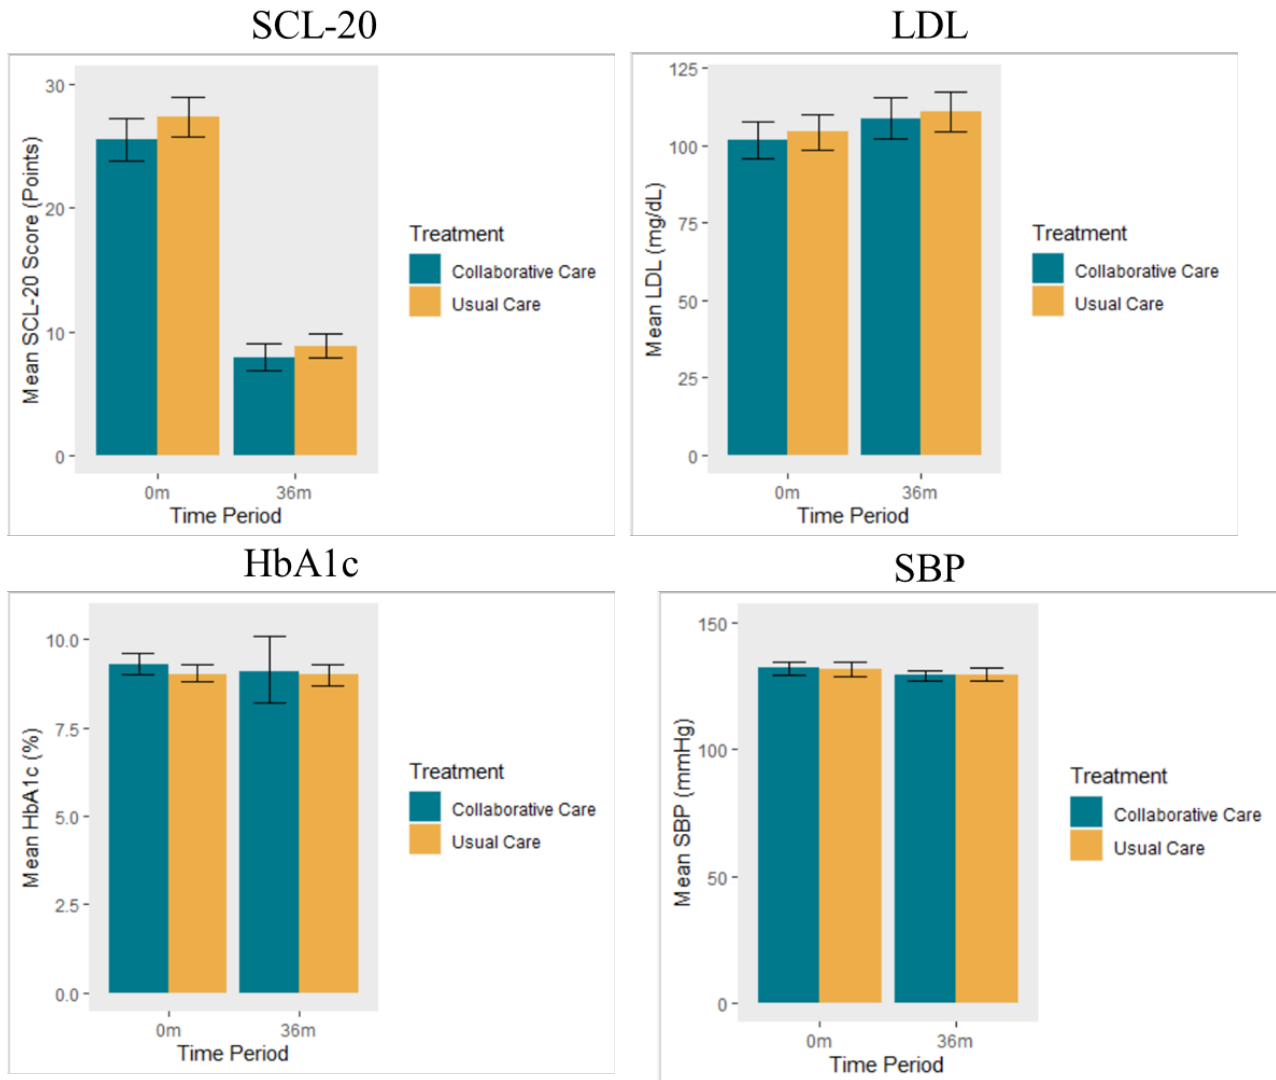 SCL-20
30
20
10
0
Mean SCL-20 Score (Points)
0m
36m
Time Period
Treatment
Collaborative Care
Usual Care
LDL
125
100
75
50
25
0
Mean LDL (mg/dL)
0m
36m
Time Period
Treatment
Collaborative Care
Usual Care
HbA1c
10.0
7.5
5.0
2.5
0.0
Mean HbA1c (%)
0m
36m
Time Period
Treatment
Collaborative Care
Usual Care
SBP
150
100
50
0
Mean SBP (mmHg)
0m
36m
Time Period
Treatment
Collaborative Care
Usual Care